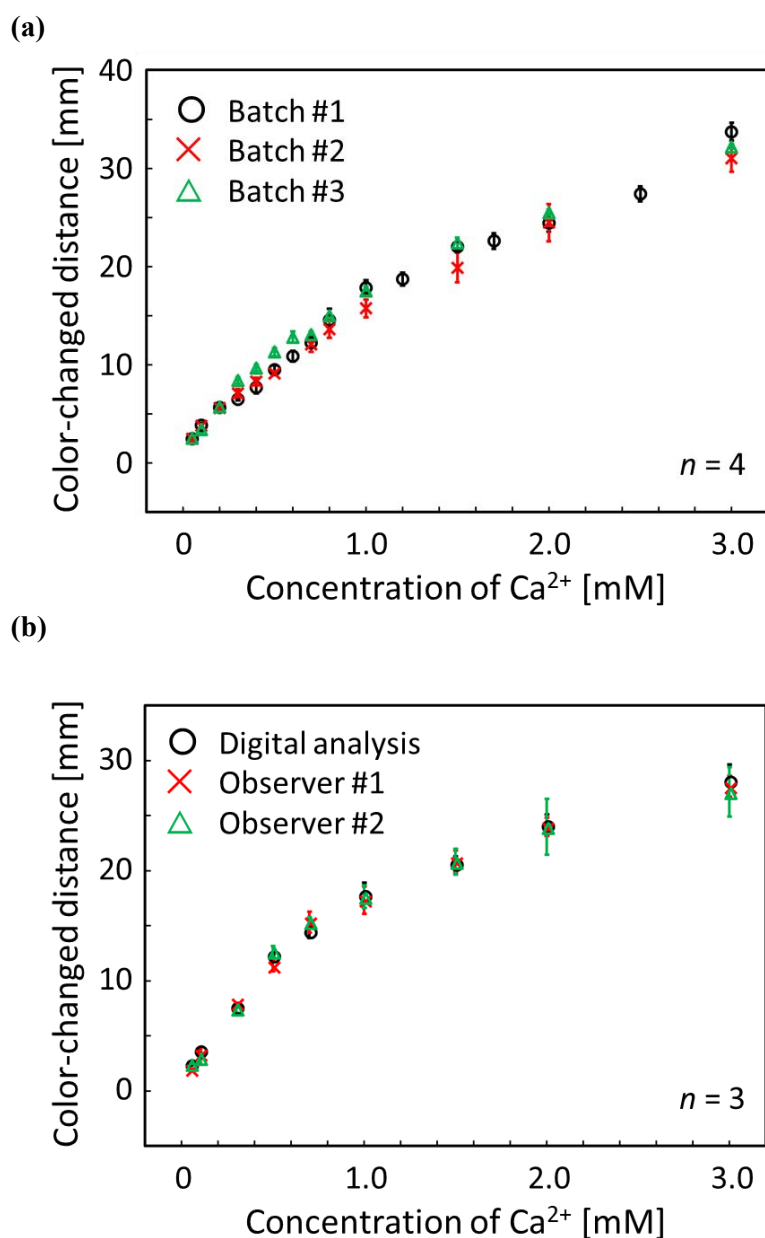 (a)
Color-changed distance [mm]
40
30
20
10
0
Batch #1
Batch #2
Batch #3
n = 4
0 1.0 2.0 3.0
Concentration of Ca²⁺ [mM]
(b)
Color-changed distance [mm]
30
20
10
0
Digital analysis
Observer #1
Observer #2
n = 3
0 1.0 2.0 3.0
Concentration of Ca²⁺ [mM]